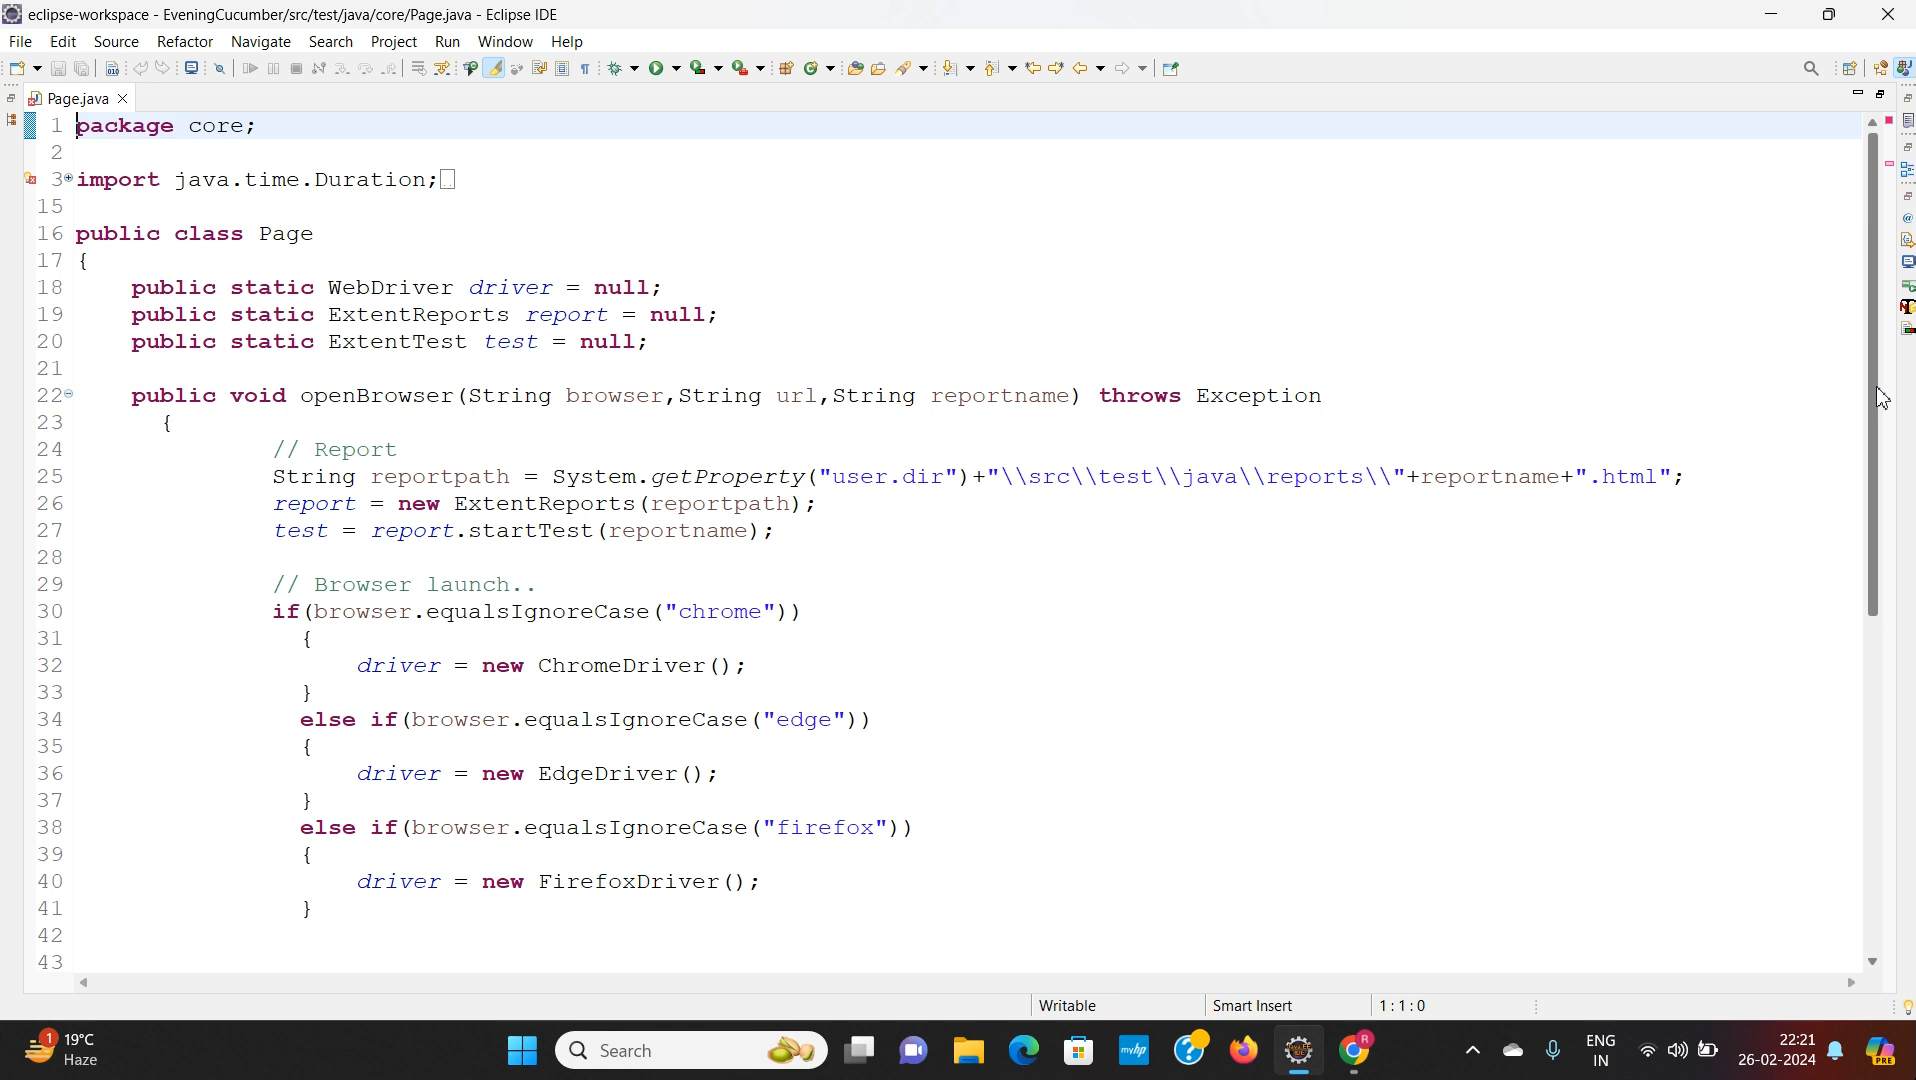 eclipse-workspace - EveningCucumber/src/test/java/core/Page.java - Eclipse IDE
File Edit Source Refactor Navigate Search Project Run Window Help
Page.java
1 package core;
2
3 import java.time.Duration;
15
16 public class Page
17 {
18 public static WebDriver driver = null;
19 public static ExtentReports report = null;
20 public static ExtentTest test = null;
21
22 public void openBrowser(String browser,String url,String reportname) throws Exception
23 {
24 // Report
25 String reportpath = System.getProperty("user.dir")+"\\src\\test\\java\\reports\\"+reportname+".html";
26 report = new ExtentReports(reportpath);
27 test = report.startTest(reportname);
28
29 // Browser launch..
30 if(browser.equalsIgnoreCase("chrome"))
31 {
32 driver = new ChromeDriver();
33 }
34 else if(browser.equalsIgnoreCase("edge"))
35 {
36 driver = new EdgeDriver();
37 }
38 else if(browser.equalsIgnoreCase("firefox"))
39 {
40 driver = new FirefoxDriver();
41 }
42
43
Writable Smart Insert 1 : 1 : 0
1 19°C
Haze
Search
myhp
R
ENG
IN
22:21
26-02-2024
PRE